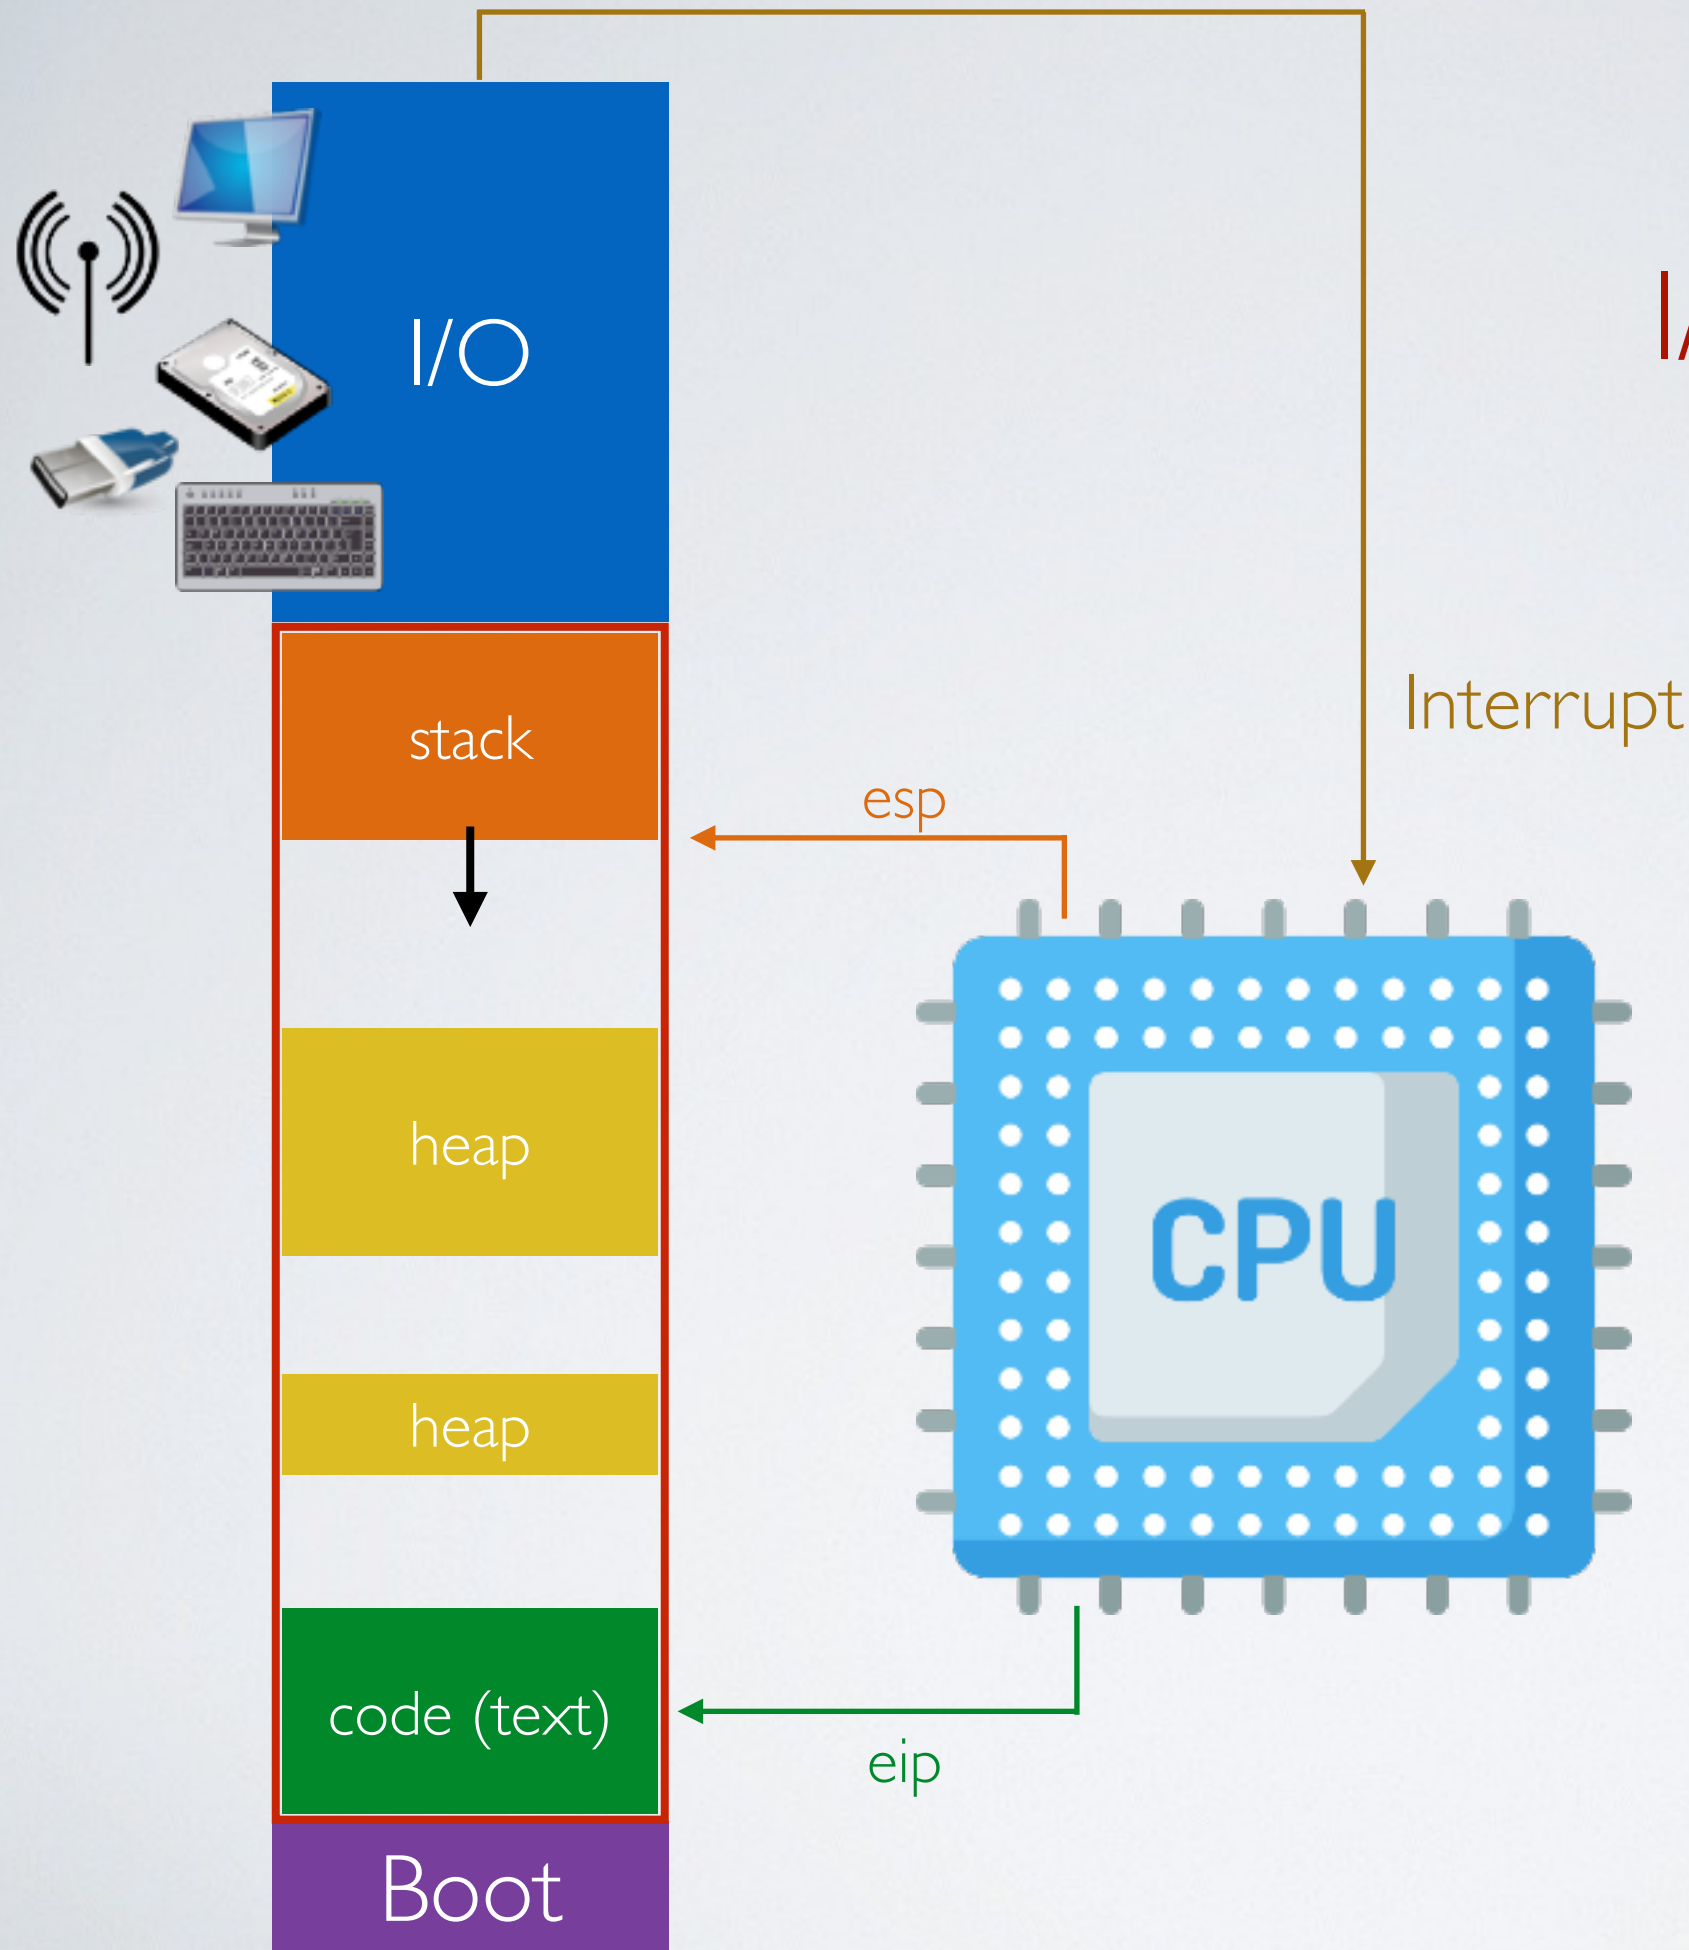 I/O
I/
Interrupt
stack
esp
heap
CPU
heap
code (text)
eip
Boot